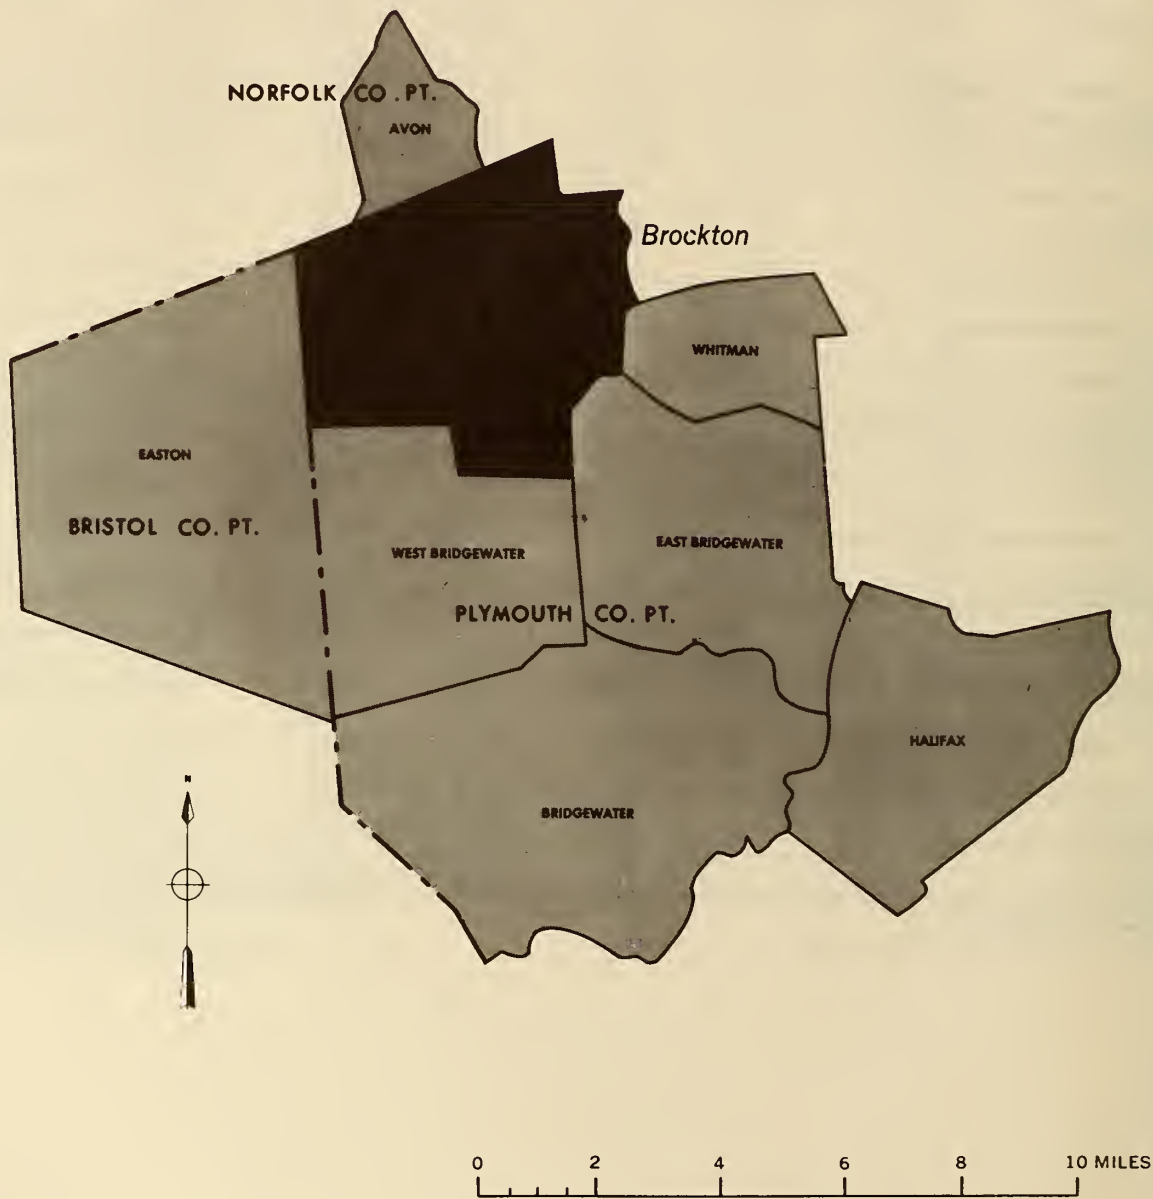 NORFOLK CO. PT.
AVON
Brockton
WHITMAN
EASTON
BRISTOL CO. PT.
WEST BRIDGEWATER
EAST BRIDGEWATER
PLYMOUTH CO. PT.
HALIFAX
BRIDGEWATER
N
0 2 4 6 8 10 MILES